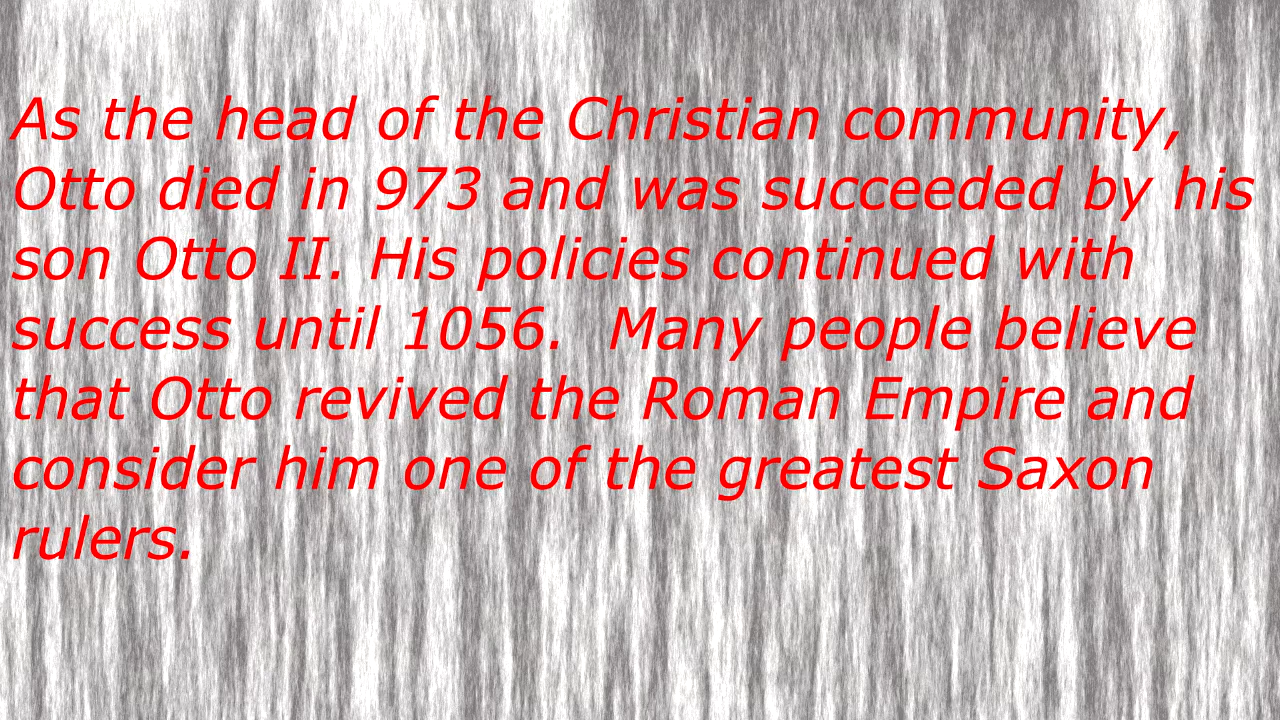 As the head of the Christian community,
Otto died in 973 and was succeeded by his
son Otto II. His policies continued with
success until 1056.  Many people believe
that Otto revived the Roman Empire and
consider him one of the greatest Saxon
rulers.